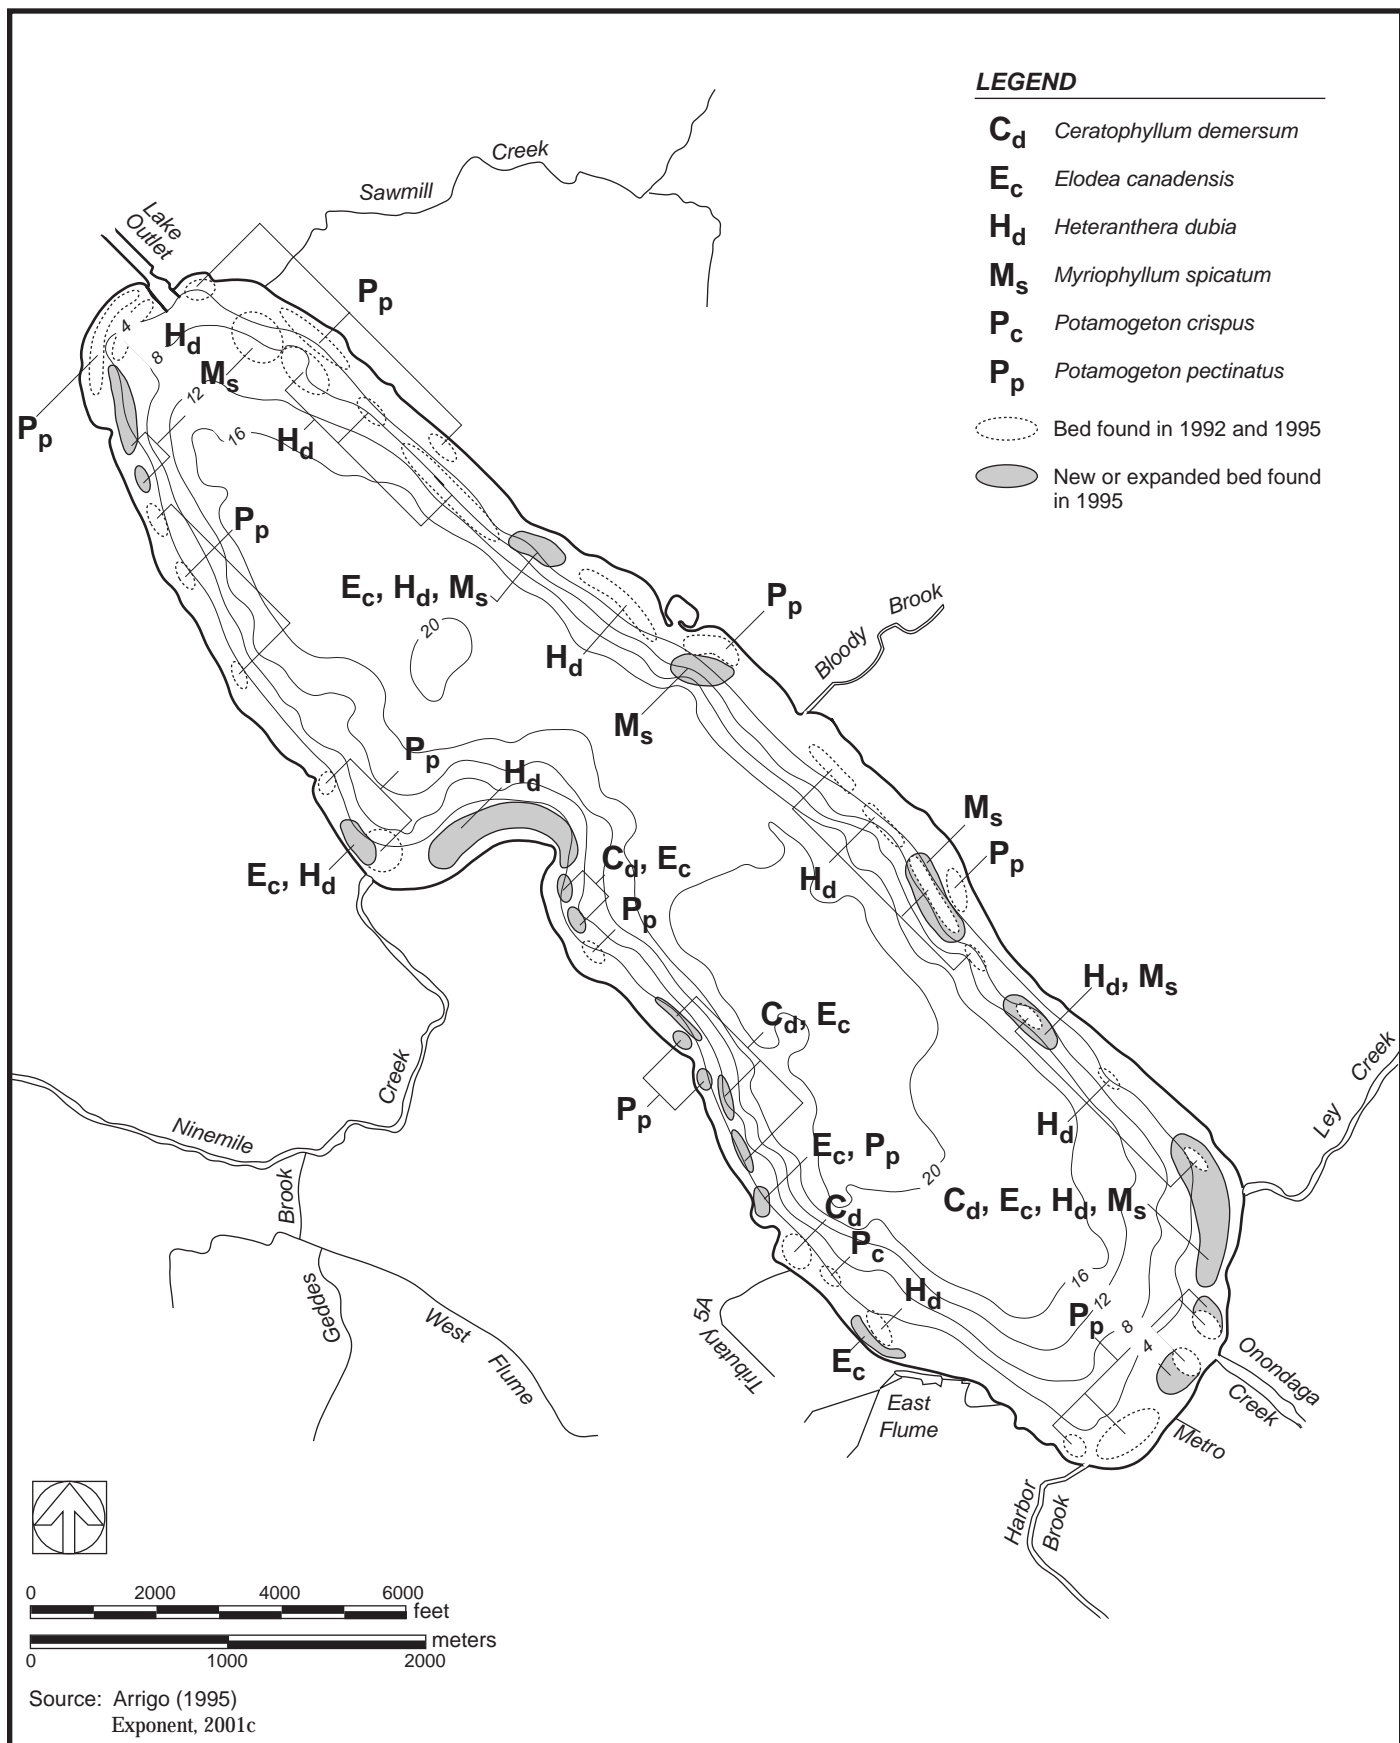 LEGEND
Cd Ceratophyllum demersum
Ec Elodea canadensis
Hd Heteranthera dubia
Ms Myriophyllum spicatum
Pc Potamogeton crispus
Pp Potamogeton pectinatus
Bed found in 1992 and 1995
New or expanded bed found
in 1995
Sawmill
Creek
Lake
Outlet
Pp
4
Hd
8
Ms
12
Pp
16
Hd
Pp
Ec, Hd, Ms
20
Hd
Pp
Bloody
Brook
Ms
Pp
Hd
Ms
Pp
Cd, Ec
Hd
Ec, Hd
Pp
Hd, Ms
Cd, Ec
Creek
Ley
Creek
Pp
Hd
Ninemile
Ec, Pp
20
Brook
Cd, Ec, Hd, Ms
Cd
Pc
16
Hd
12
Pp
8
4
Geddes
West
Flume
Tributary 5A
Ec
Onondaga
Creek
East
Flume
Metro
Harbor
Brook
0 2000 4000 6000
feet
meters
0 1000 2000
Source: Arrigo (1995)
Exponent, 2001c